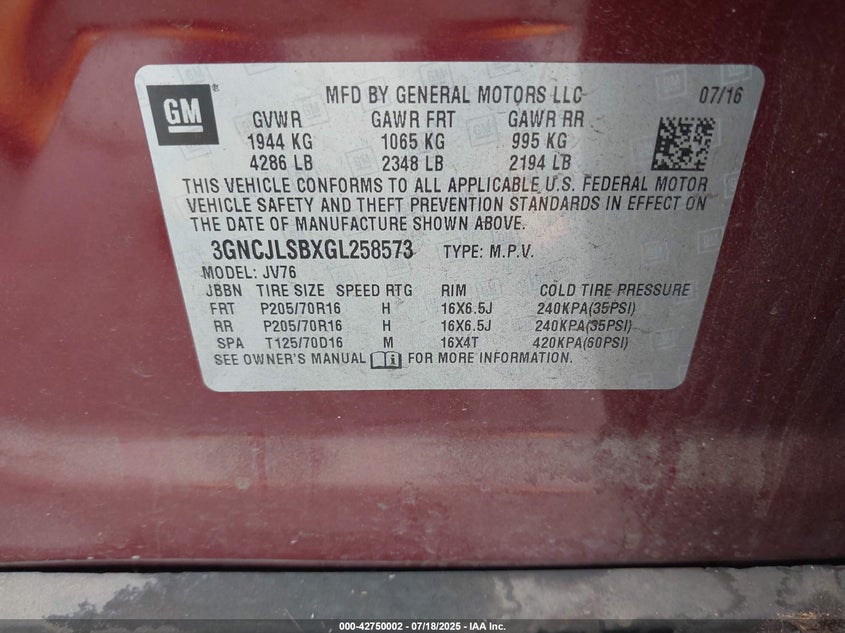 GM
MFD BY GENERAL MOTORS LLC 07/16
GVWR GAWR FRT GAWR RR
1944 KG 1065 KG 995 KG
4286 LB 2348 LB 2194 LB
THIS VEHICLE CONFORMS TO ALL APPLICABLE U.S. FEDERAL MOTOR
VEHICLE SAFETY AND THEFT PREVENTION STANDARDS IN EFFECT ON
THE DATE OF MANUFACTURE SHOWN ABOVE.
3GNCJLSBXGL258573 TYPE: M.P.V.
MODEL: JV76
JBBN TIRE SIZE SPEED RTG RIM COLD TIRE PRESSURE
FRT P205/70R16 H 16X6.5J 240KPA(35PSI)
RR P205/70R16 H 16X6.5J 240KPA(35PSI)
SPA T125/70D16 M 16X4T 420KPA(60PSI)
SEE OWNER'S MANUAL FOR MORE INFORMATION.
000-42750002 - 07/18/2025 - IAA Inc.